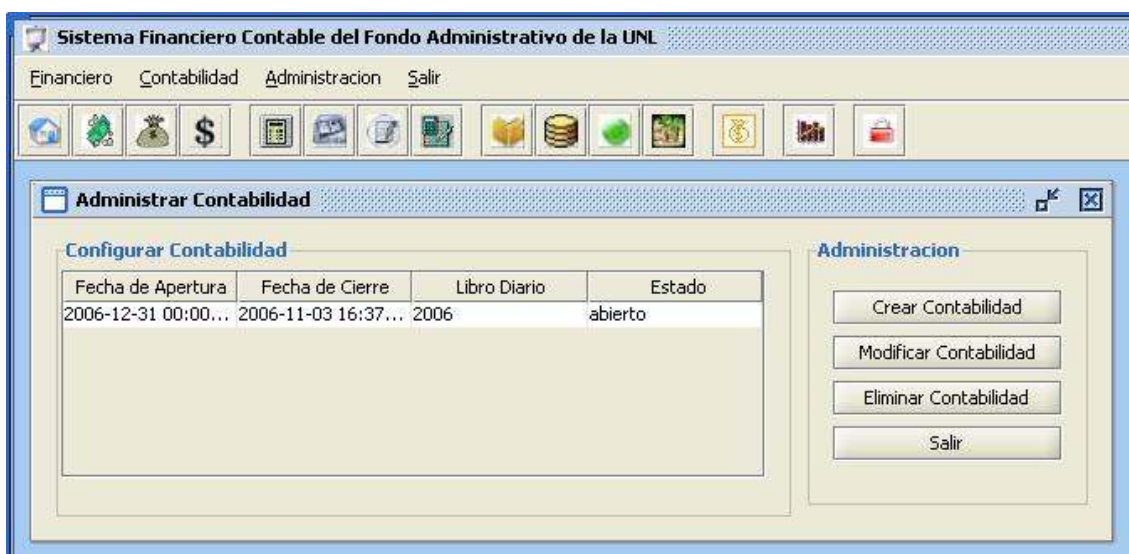 Sistema Financiero Contable del Fondo Administrativo de la UNL
Financiero Contabilidad Administracion Salir
Administrar Contabilidad
Configurar Contabilidad
Fecha de Apertura Fecha de Cierre Libro Diario Estado
2006-12-31 00:00... 2006-11-03 16:37... 2006 abierto
Administracion
Crear Contabilidad
Modificar Contabilidad
Eliminar Contabilidad
Salir